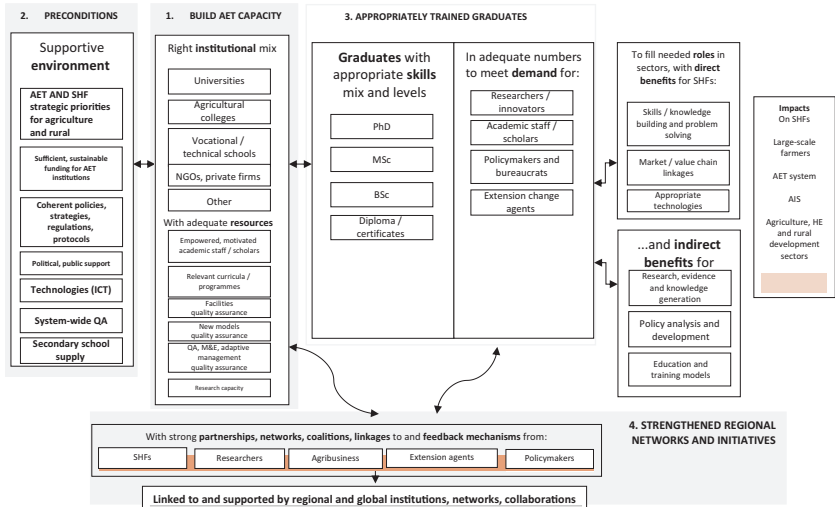 2. PRECONDITIONS
Supportive
environment
AET AND SHF
strategic priorities
for agriculture
and rural
Sufficient, sustainable
funding for AET
institutions
Coherent policies,
strategies,
regulations,
protocols
Political, public support
Technologies (ICT)
System-wide QA
Secondary school
supply
1. BUILD AET CAPACITY
Right institutional mix
Universities
Agricultural
colleges
Vocational /
technical schools
NGOs, private firms
Other
With adequate resources
Empowered, motivated
academic staff / scholars
Relevant curricula /
programmes
Facilities
quality assurance
New models
quality assurance
QA, M&E, adaptive
management
quality assurance
Research capacity
3. APPROPRIATELY TRAINED GRADUATES
Graduates with
appropriate skills
mix and levels
PhD
MSc
BSc
Diploma /
certificates
In adequate numbers
to meet demand for:
Researchers /
innovators
Academic staff /
scholars
Policymakers and
bureaucrats
Extension change
agents
To fill needed roles in
sectors, with direct
benefits for SHFs:
Skills / knowledge
building and problem
solving
Market / value chain
linkages
Appropriate
technologies
...and indirect
benefits for
Research, evidence
and knowledge
generation
Policy analysis and
development
Education and
training models
Impacts
On SHFs
Large-scale
farmers
AET system
AIS
Agriculture, HE
and rural
development
sectors
4. STRENGTHENED REGIONAL
NETWORKS AND INITIATIVES
With strong partnerships, networks, coalitions, linkages to and feedback mechanisms from:
SHFs
Researchers
Agribusiness
Extension agents
Policymakers
Linked to and supported by regional and global institutions, networks, collaborations